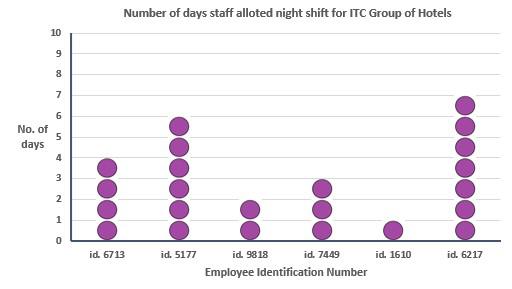 Number of days staff alloted night shift for ITC Group of Hotels
10
9
8
7
6
5
4
3
2
1
0
No. of
days
id. 6713 id. 5177 id. 9818 id. 7449 id. 1610 id. 6217
Employee Identification Number